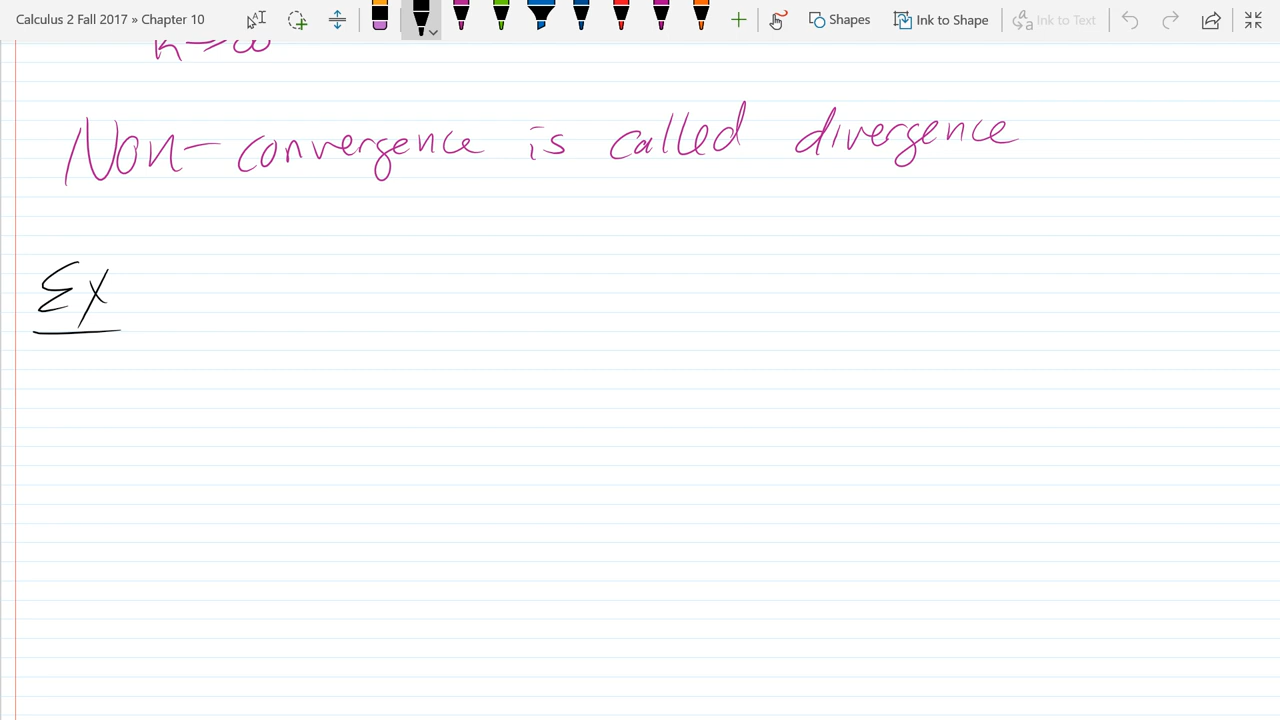 Calculus 2 Fall 2017 » Chapter 10
Shapes
Ink to Shape
Ink to Text
Non-convergence is called divergence
Ex